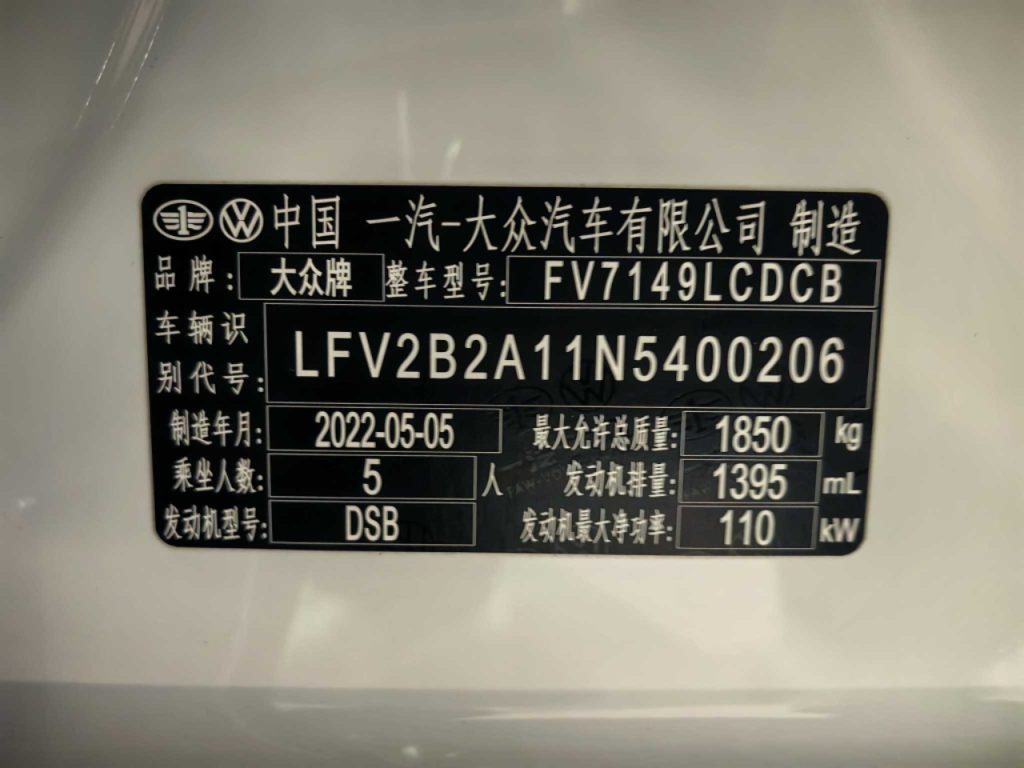 中国 一汽-大众汽车有限公司 制造
品牌: 大众牌 整车型号: FV7149LCDCB
车辆识别代号: LFV2B2A11N5400206
制造年月: 2022-05-05 最大允许总质量: 1850 kg
乘坐人数: 5 人 发动机排量: 1395 mL
发动机型号: DSB 发动机最大净功率: 110 kW